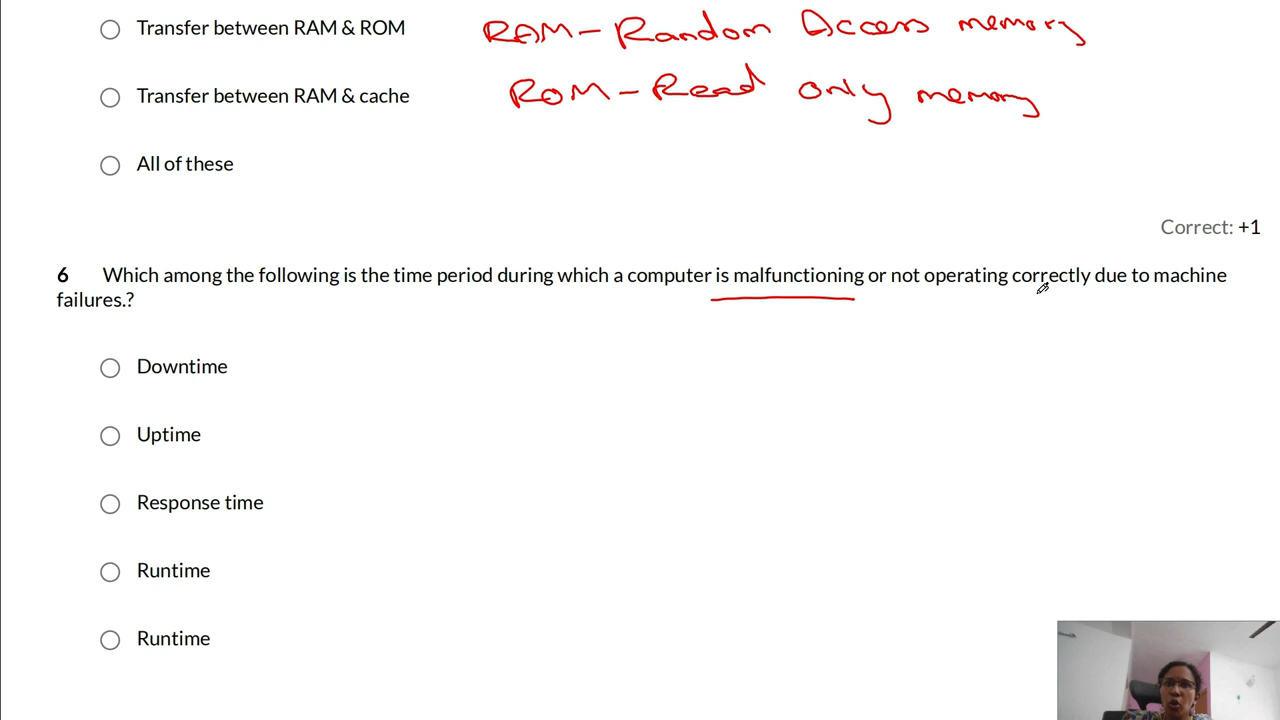 Transfer between RAM & ROM
RAM - Random Access memory
Transfer between RAM & cache
ROM - Read only memory
All of these
Correct: +1
6 Which among the following is the time period during which a computer is malfunctioning or not operating correctly due to machine
failures.?
Downtime
Uptime
Response time
Runtime
Runtime